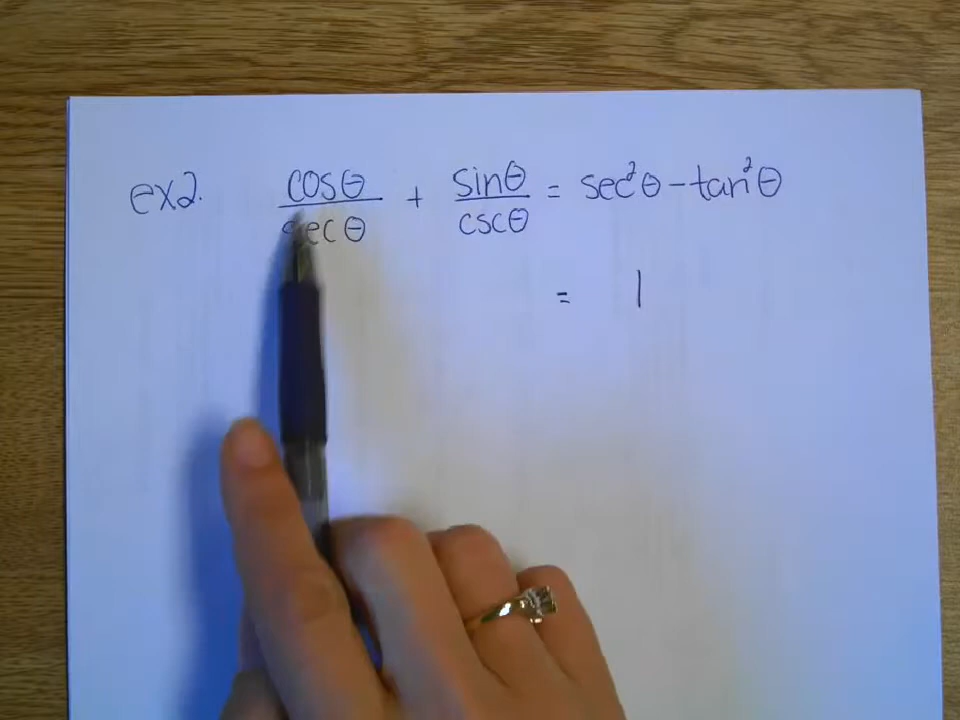 ex2. cosθ/secθ + sinθ/cscθ = sec²θ - tan²θ
= 1